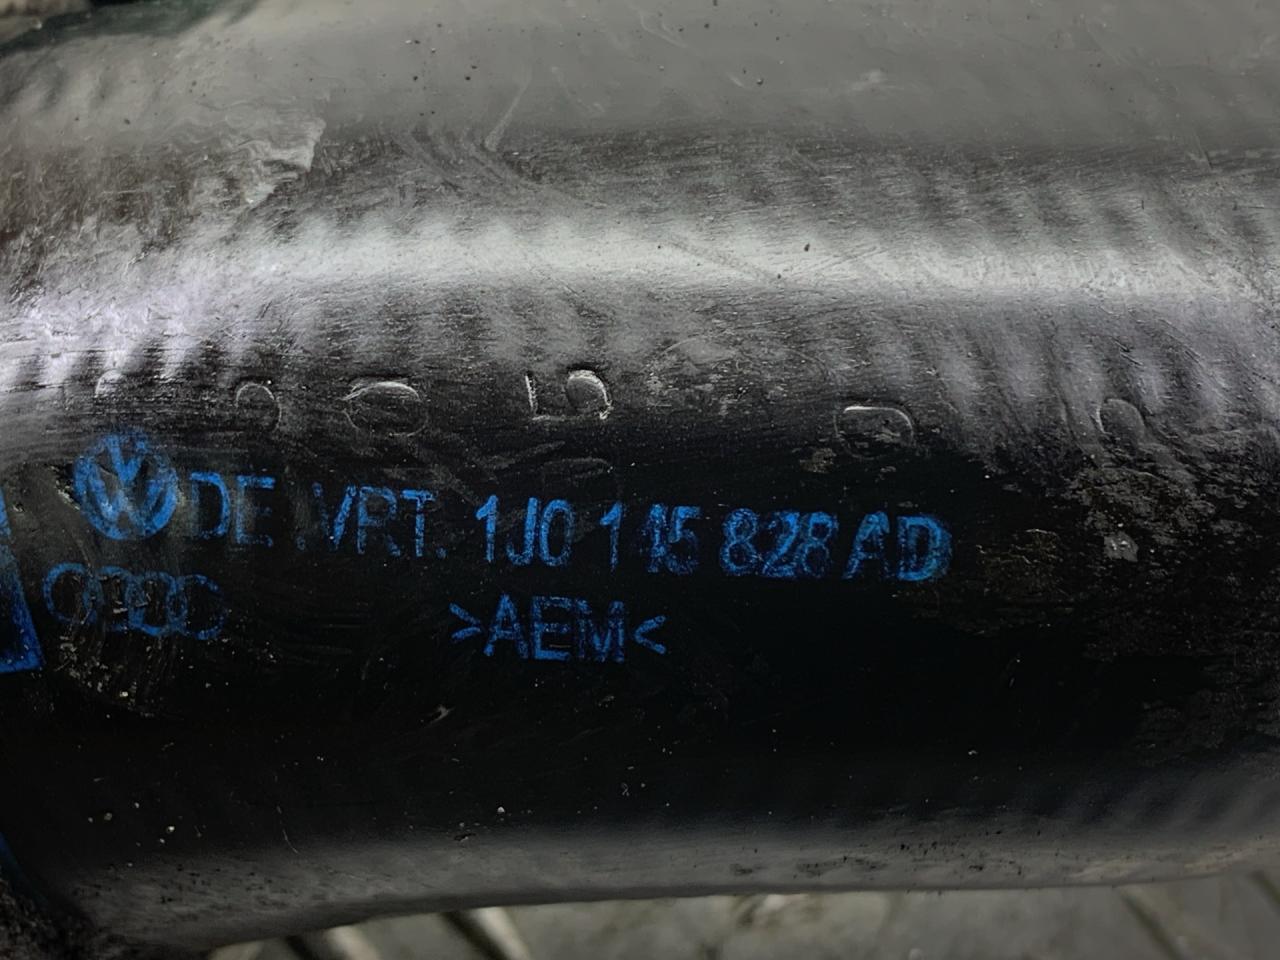 DE VRT. 1J0 145 828 AD
>AEM<